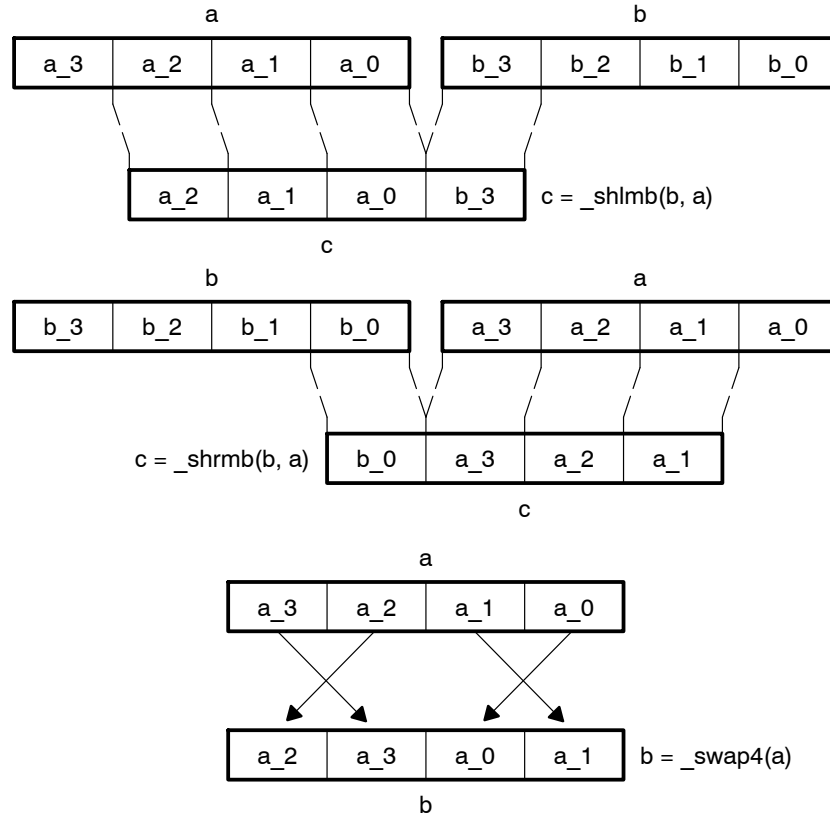 a b
a_3 a_2 a_1 a_0 b_3 b_2 b_1 b_0
a_2 a_1 a_0 b_3 c = _shlmb(b, a)
c
b a
b_3 b_2 b_1 b_0 a_3 a_2 a_1 a_0
c = _shrmb(b, a) b_0 a_3 a_2 a_1
c
a
a_3 a_2 a_1 a_0
a_2 a_3 a_0 a_1 b = _swap4(a)
b